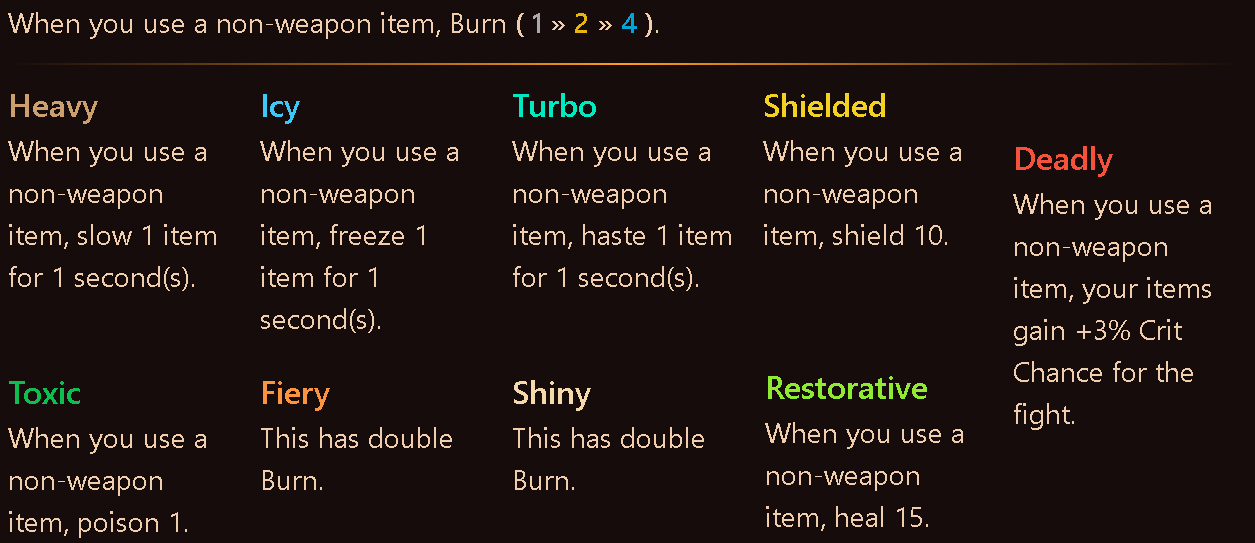 When you use a non-weapon item, Burn ( 1 » 2 » 4 ).
Heavy
When you use a
non-weapon
item, slow 1 item
for 1 second(s).
Icy
When you use a
non-weapon
item, freeze 1
item for 1
second(s).
Turbo
When you use a
non-weapon
item, haste 1 item
for 1 second(s).
Shielded
When you use a
non-weapon
item, shield 10.
Deadly
When you use a
non-weapon
item, your items
gain +3% Crit
Chance for the
fight.
Toxic
When you use a
non-weapon
item, poison 1.
Fiery
This has double
Burn.
Shiny
This has double
Burn.
Restorative
When you use a
non-weapon
item, heal 15.